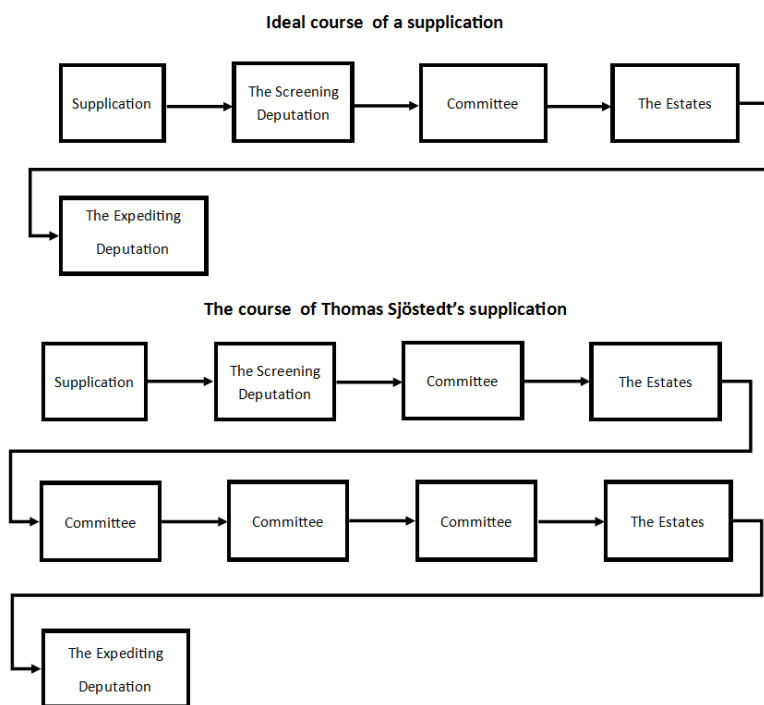 Ideal course of a supplication
Supplication
The Screening
Deputation
Committee
The Estates
The Expediting
Deputation
The course of Thomas Sjöstedt's supplication
Supplication
The Screening
Deputation
Committee
The Estates
Committee
Committee
Committee
The Estates
The Expediting
Deputation